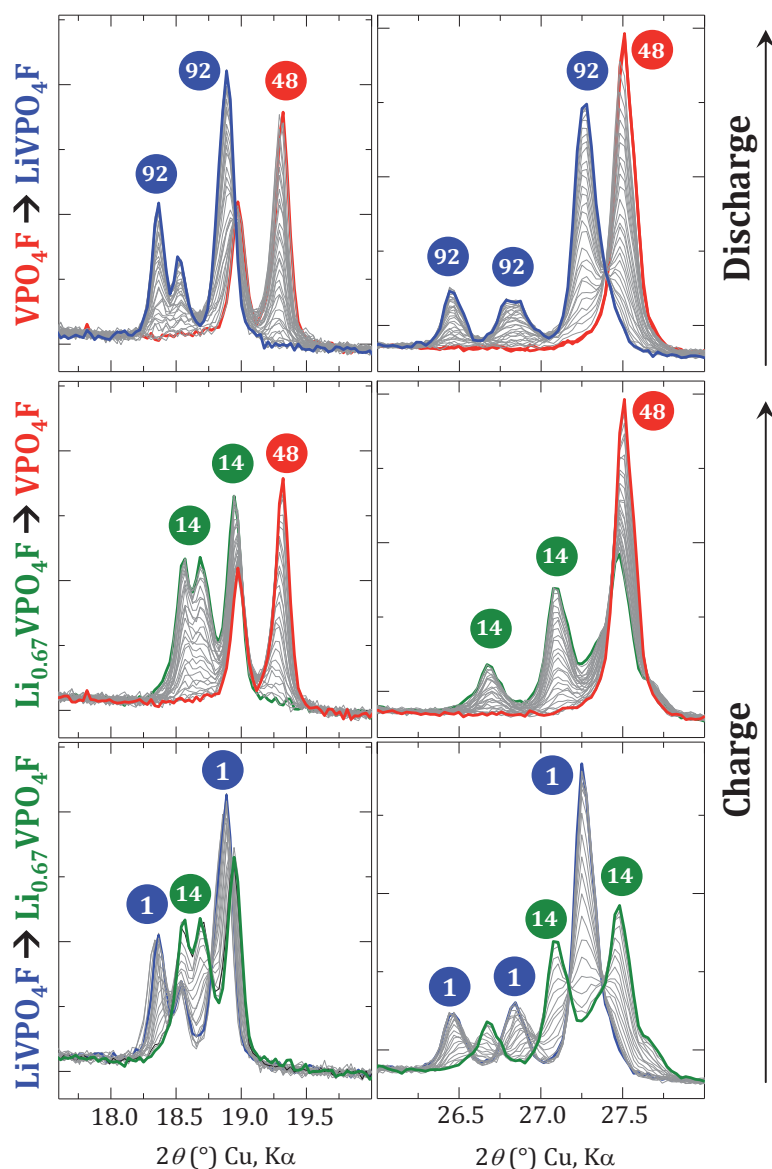 VPO₄F → LiVPO₄F
92
92
48
92
92
92
48
Discharge
Li₀.₆₇VPO₄F → VPO₄F
14
14
48
14
14
48
Charge
LiVPO₄F → Li₀.₆₇VPO₄F
1
14
1
1
1
1
14
14
18.0 18.5 19.0 19.5
26.5 27.0 27.5
2θ (°) Cu, Kα
2θ (°) Cu, Kα